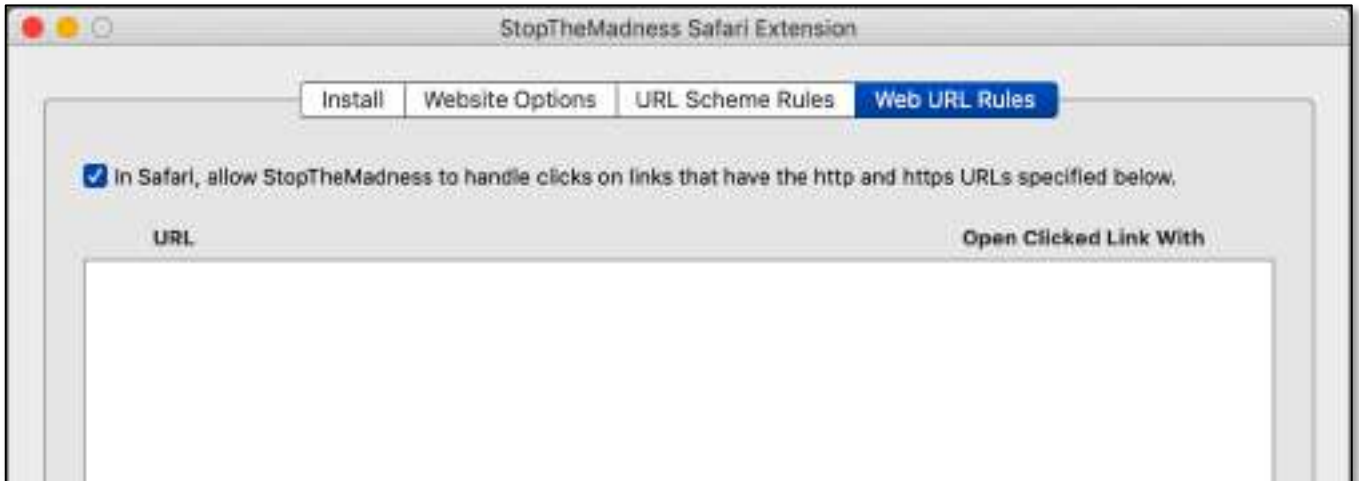 StopTheMadness Safari Extension
Install Website Options URL Scheme Rules Web URL Rules
In Safari, allow StopTheMadness to handle clicks on links that have the http and https URLs specified below.
URL Open Clicked Link With